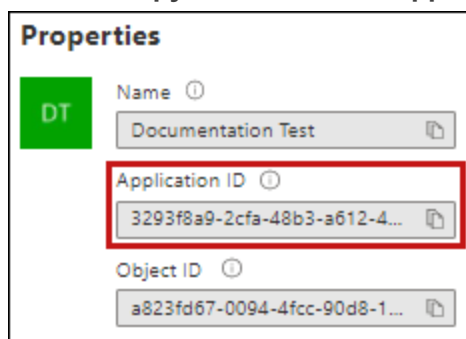 Properties
DT
Name
Documentation Test
Application ID
3293f8a9-2cfa-48b3-a612-4...
Object ID
a823fd67-0094-4fcc-90d8-1...